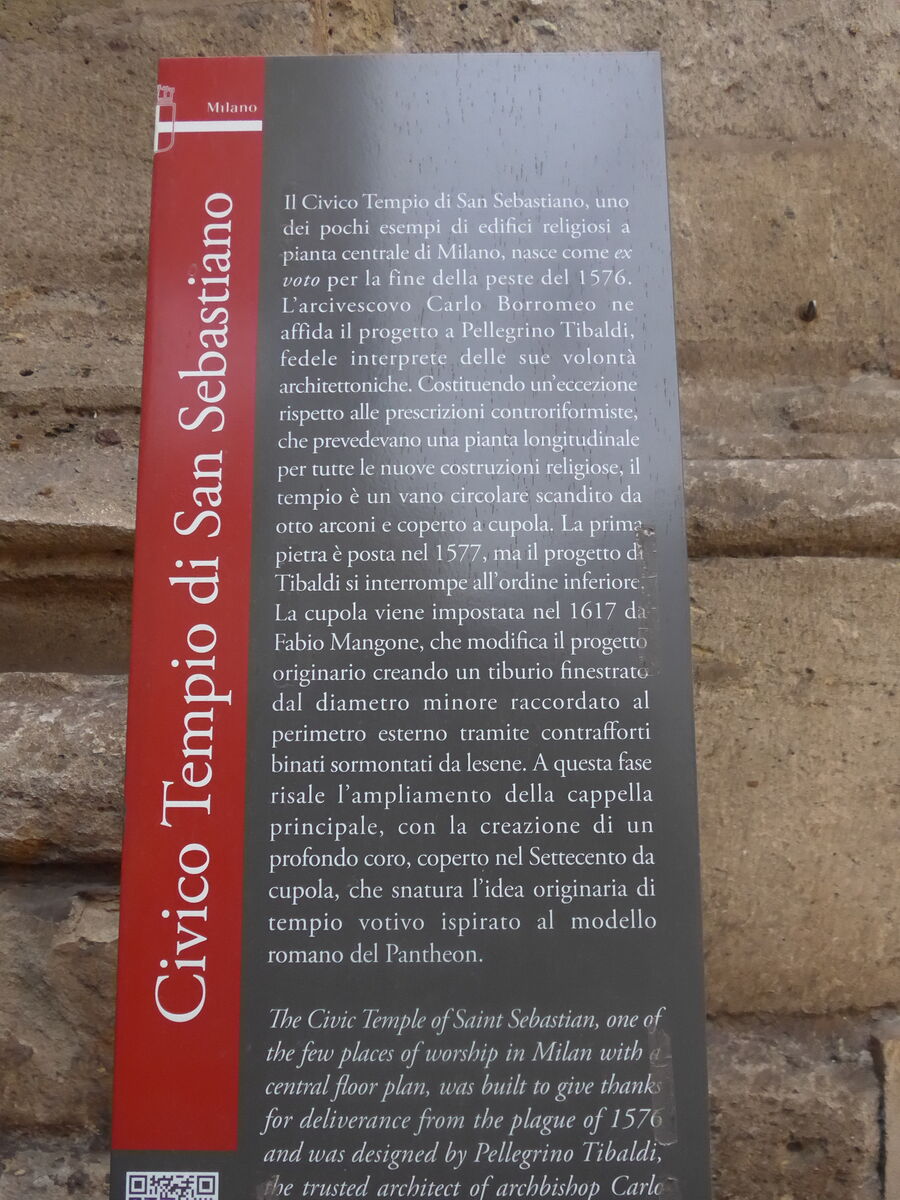 Milano
Civico Tempio di San Sebastiano
Il Civico Tempio di San Sebastiano, uno
dei pochi esempi di edifici religiosi a
pianta centrale di Milano, nasce come ex
voto per la fine della peste del 1576.
L'arcivescovo Carlo Borromeo ne
affida il progetto a Pellegrino Tibaldi,
fedele interprete delle sue volontà
architettoniche. Costituendo un'eccezione
rispetto alle prescrizioni controriformiste,
che prevedevano una pianta longitudinale
per tutte le nuove costruzioni religiose, il
tempio è un vano circolare scandito da
otto arconi e coperto a cupola. La prima
pietra è posta nel 1577, ma il progetto di
Tibaldi si interrompe all'ordine inferiore.
La cupola viene impostata nel 1617 da
Fabio Mangone, che modifica il progetto
originario creando un tiburio finestrato
dal diametro minore raccordato al
perimetro esterno tramite contrafforti
binati sormontati da lesene. A questa fase
risale l'ampliamento della cappella
principale, con la creazione di un
profondo coro, coperto nel Settecento da
cupola, che snatura l'idea originaria di
tempio votivo ispirato al modello
romano del Pantheon.
The Civic Temple of Saint Sebastian, one of
the few places of worship in Milan with a
central floor plan, was built to give thanks
for deliverance from the plague of 1576
and was designed by Pellegrino Tibaldi,
the trusted architect of archbishop Carlo